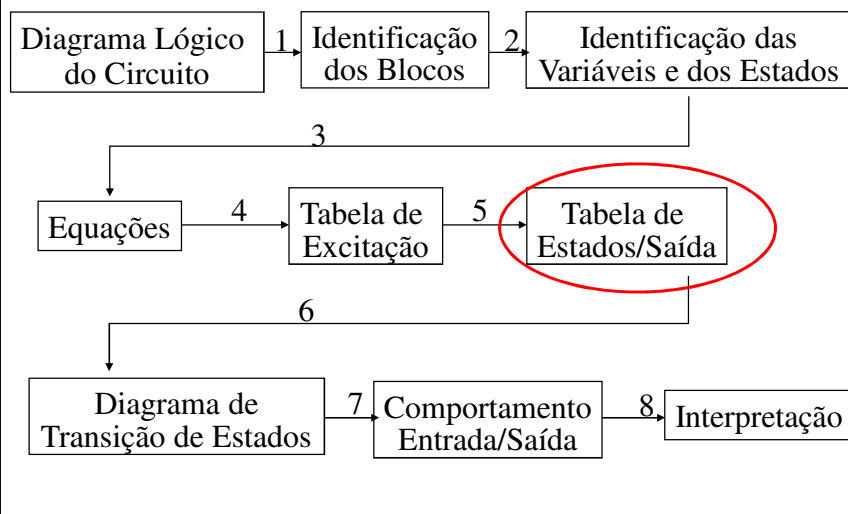 Diagrama Lógico
do Circuito
1
Identificação
dos Blocos
2
Identificação das
Variáveis e dos Estados
3
Equações
4
Tabela de
Excitação
5
Tabela de
Estados/Saída
6
Diagrama de
Transição de Estados
7
Comportamento
Entrada/Saída
8
Interpretação